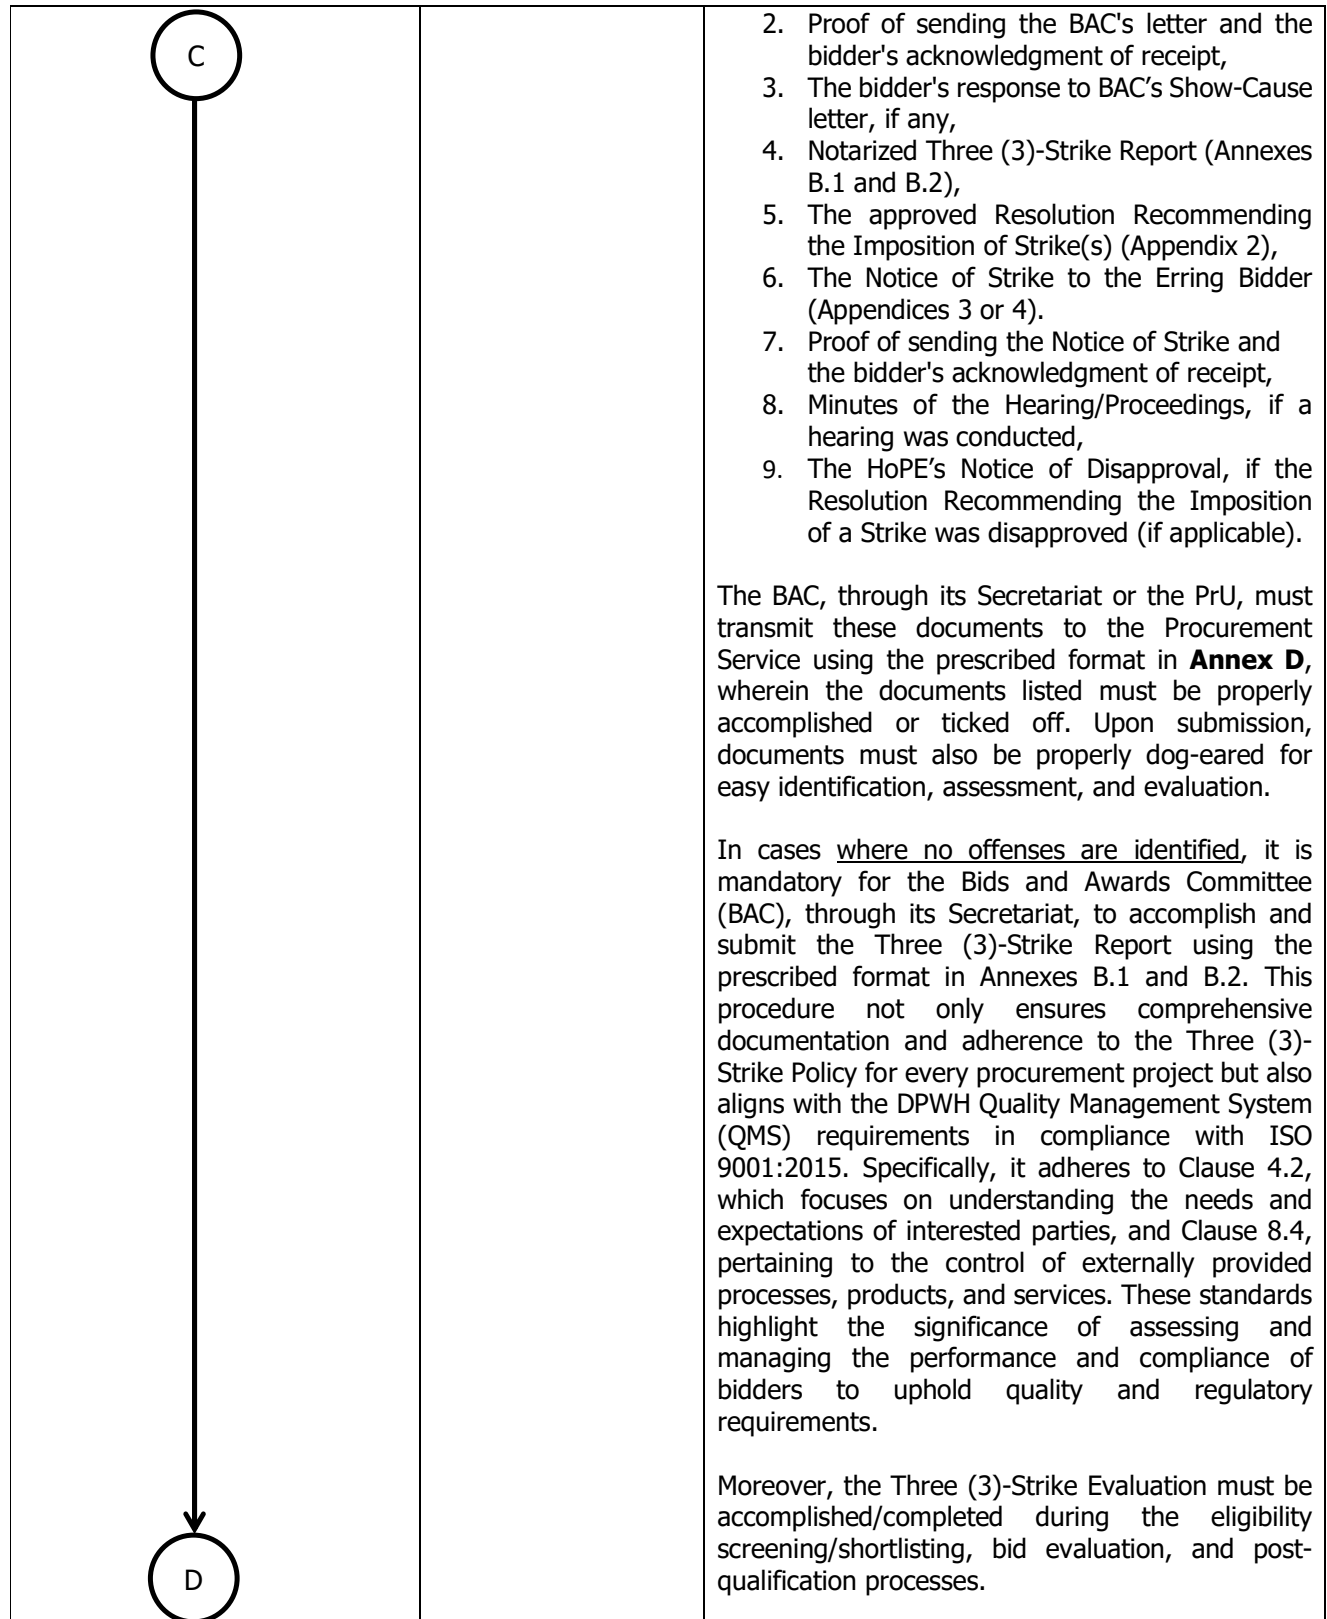 C
2. Proof of sending the BAC's letter and the
bidder's acknowledgment of receipt,
3. The bidder's response to BAC’s Show-Cause
letter, if any,
4. Notarized Three (3)-Strike Report (Annexes
B.1 and B.2),
5. The approved Resolution Recommending
the Imposition of Strike(s) (Appendix 2),
6. The Notice of Strike to the Erring Bidder
(Appendices 3 or 4).
7. Proof of sending the Notice of Strike and
the bidder's acknowledgment of receipt,
8. Minutes of the Hearing/Proceedings, if a
hearing was conducted,
9. The HoPE’s Notice of Disapproval, if the
Resolution Recommending the Imposition
of a Strike was disapproved (if applicable).
The BAC, through its Secretariat or the PrU, must
transmit these documents to the Procurement
Service using the prescribed format in Annex D,
wherein the documents listed must be properly
accomplished or ticked off. Upon submission,
documents must also be properly dog-eared for
easy identification, assessment, and evaluation.
In cases where no offenses are identified, it is
mandatory for the Bids and Awards Committee
(BAC), through its Secretariat, to accomplish and
submit the Three (3)-Strike Report using the
prescribed format in Annexes B.1 and B.2. This
procedure not only ensures comprehensive
documentation and adherence to the Three (3)-
Strike Policy for every procurement project but also
aligns with the DPWH Quality Management System
(QMS) requirements in compliance with ISO
9001:2015. Specifically, it adheres to Clause 4.2,
which focuses on understanding the needs and
expectations of interested parties, and Clause 8.4,
pertaining to the control of externally provided
processes, products, and services. These standards
highlight the significance of assessing and
managing the performance and compliance of
bidders to uphold quality and regulatory
requirements.
Moreover, the Three (3)-Strike Evaluation must be
accomplished/completed during the eligibility
screening/shortlisting, bid evaluation, and post-
qualification processes.
D